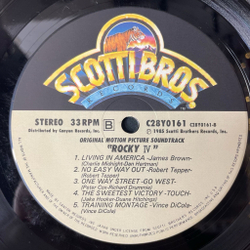 SCOTTI BROS.
RECORDS
STEREO 33 RPM B C28Y0161 C28Y0161-B
Distributed by Canyon Records, Inc. ℗ 1985 Scotti Brothers Records, Inc.
ORIGINAL MOTION PICTURE SOUNDTRACK
"ROCKY IV"
1. LIVING IN AMERICA -James Brown-
(Charlie Midnight-Dan Hartman)
2. NO EASY WAY OUT -Robert Tepper-
(Robert Tepper)
3. ONE WAY STREET -GO WEST-
(Peter Cox-Richard Drummie)
4. THE SWEETEST VICTORY -TOUCH-
(Jake Hooker-Duane Hitchings)
5. TRAINING MONTAGE -Vince DiCola-
(Vince DiCola)